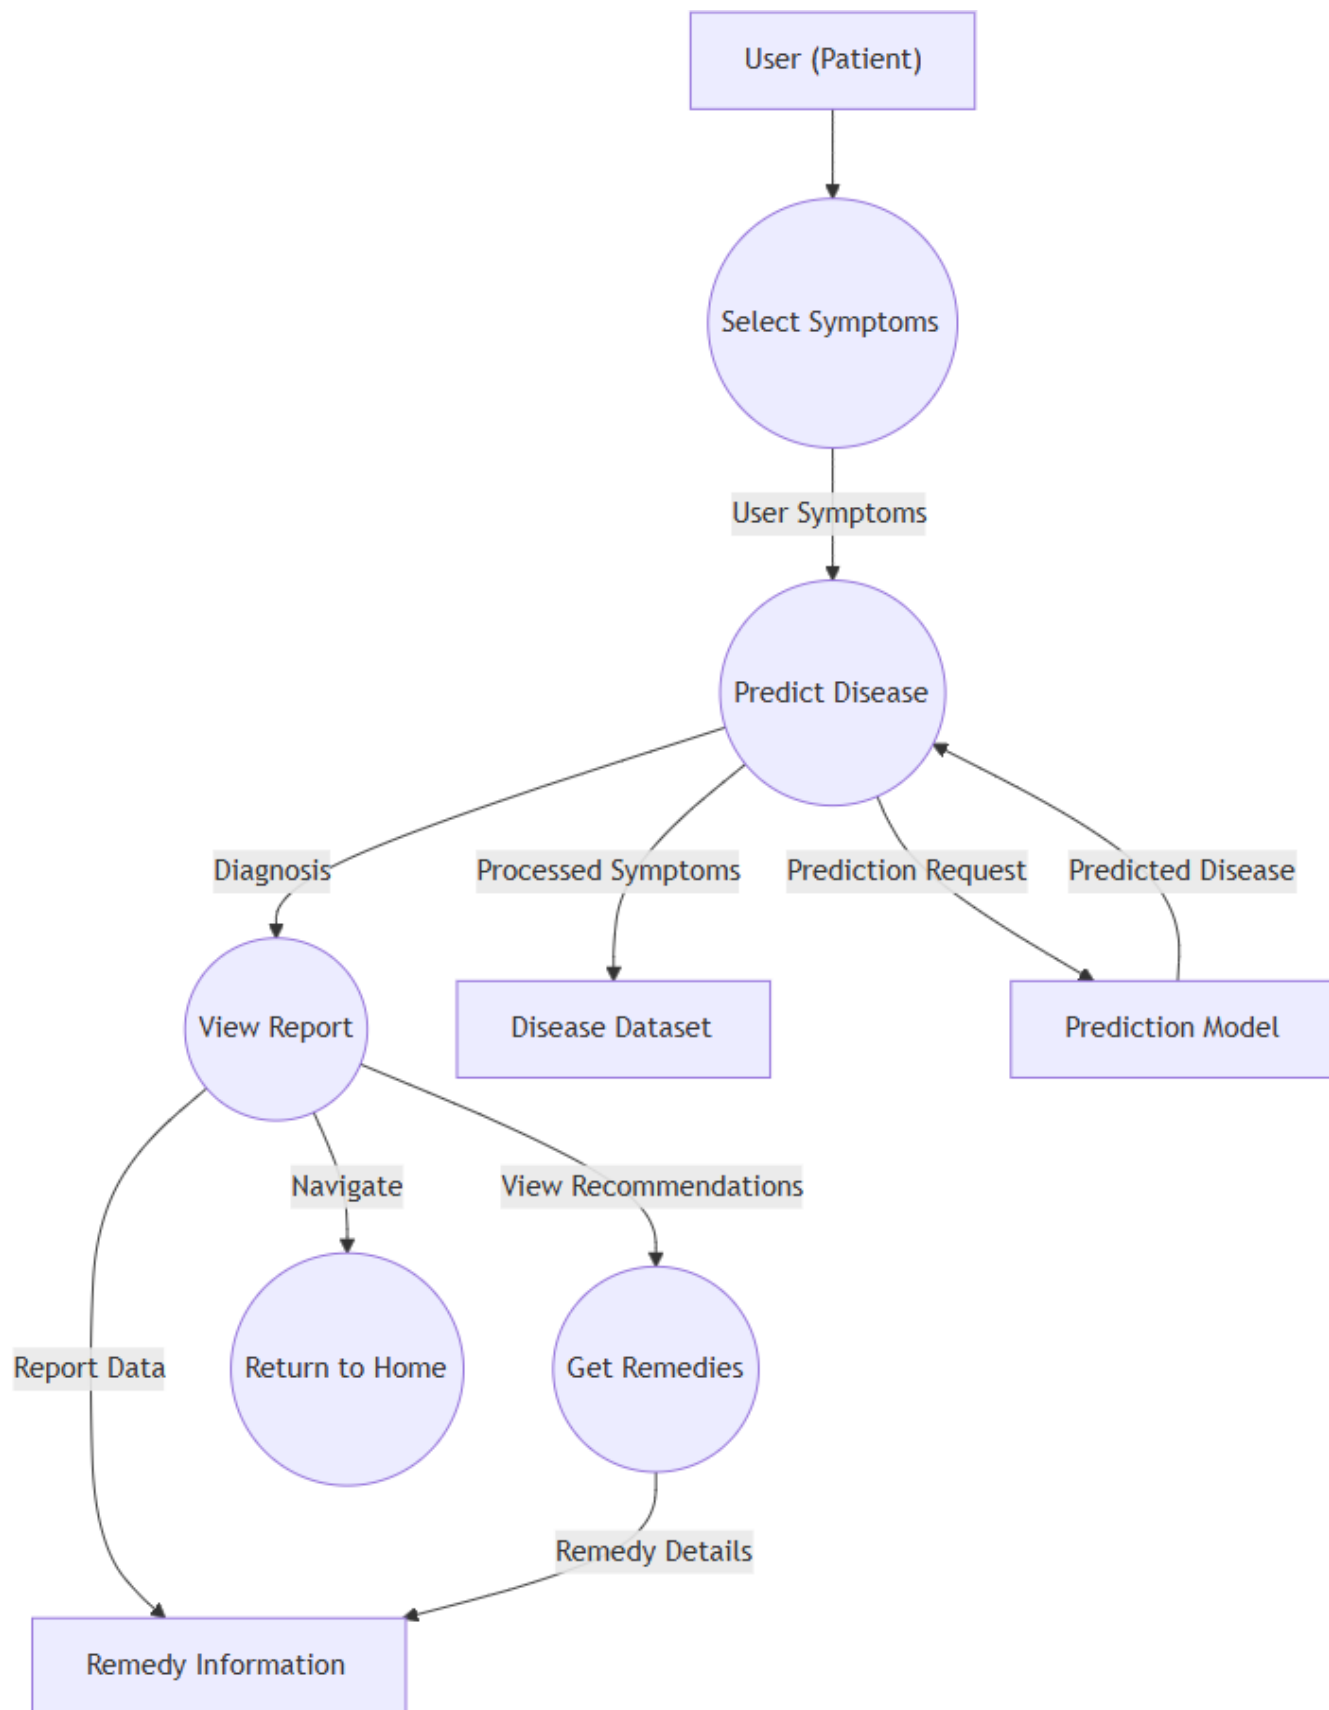 User (Patient)
Select Symptoms
User Symptoms
Predict Disease
Diagnosis
Processed Symptoms
Prediction Request
Predicted Disease
View Report
Disease Dataset
Prediction Model
Navigate
View Recommendations
Report Data
Return to Home
Get Remedies
Remedy Details
Remedy Information